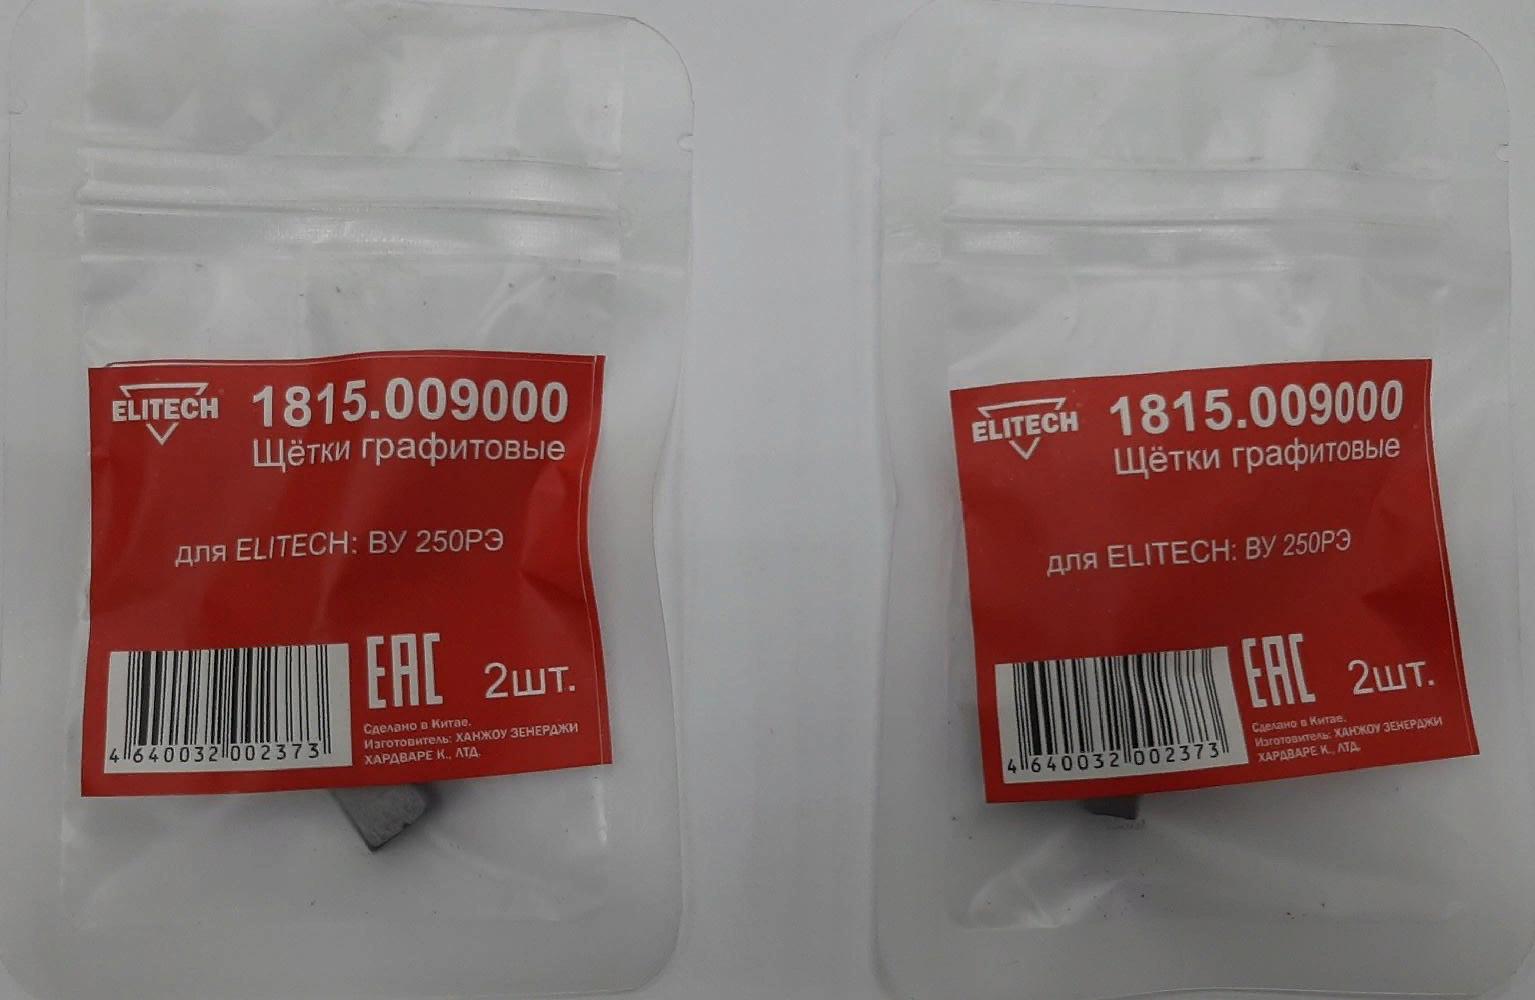 ELITECH
1815.009000
Щётки графитовые
для ELITECH: ВУ 250РЭ
EAC
2шт.
Сделано в Китае.
Изготовитель: ХАНЖОУ ЗЕНЕРДЖИ
ХАРДВАРЕ К., ЛТД.
4 640032 002373
ELITECH
1815.009000
Щётки графитовые
для ELITECH: ВУ 250РЭ
EAC
2шт.
Сделано в Китае.
Изготовитель: ХАНЖОУ ЗЕНЕРДЖИ
ХАРДВАРЕ К., ЛТД.
4 640032 002373